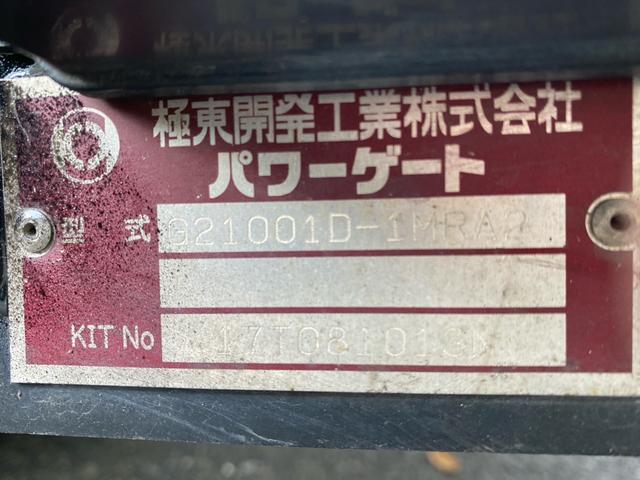 極東開発工業株式会社
パワーゲート
型 式 G21001D-1MRA2
KIT No